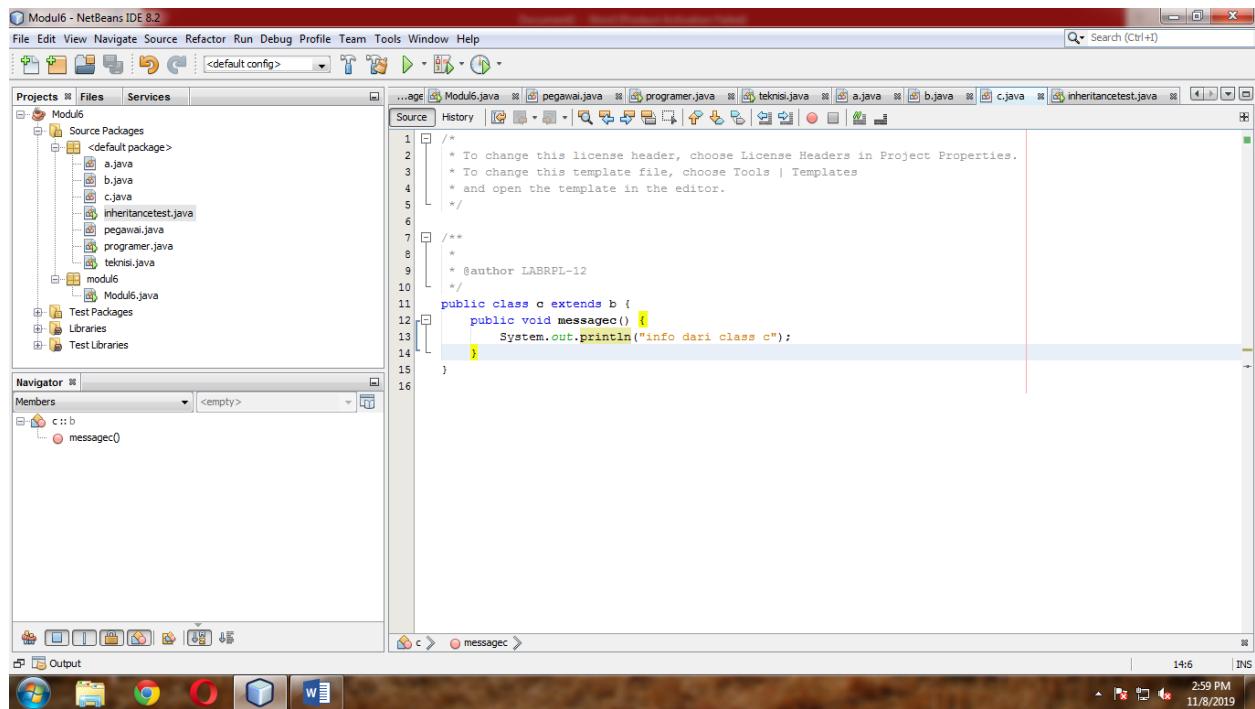 Modul6 - NetBeans IDE 8.2
File Edit View Navigate Source Refactor Run Debug Profile Team Tools Window Help
Search (Ctrl+I)
<default config>
Projects Files Services
Modul6
Source Packages
<default package>
a.java
b.java
c.java
inheritancetest.java
pegawai.java
programer.java
teknisi.java
modul6
Modul6.java
Test Packages
Libraries
Test Libraries
Navigator
Members <empty>
c :: b
messagec()
...age Modul6.java pegawai.java programer.java teknisi.java a.java b.java c.java inheritancetest.java
Source History
1 /*
2 * To change this license header, choose License Headers in Project Properties.
3 * To change this template file, choose Tools | Templates
4 * and open the template in the editor.
5 */
6
7 /**
8 *
9 * @author LABRPL-12
10 */
11 public class c extends b {
12 public void messagec() {
13 System.out.println("info dari class c");
14 }
15 }
16
c messagec
Output
14:6 INS
2:59 PM
11/8/2019